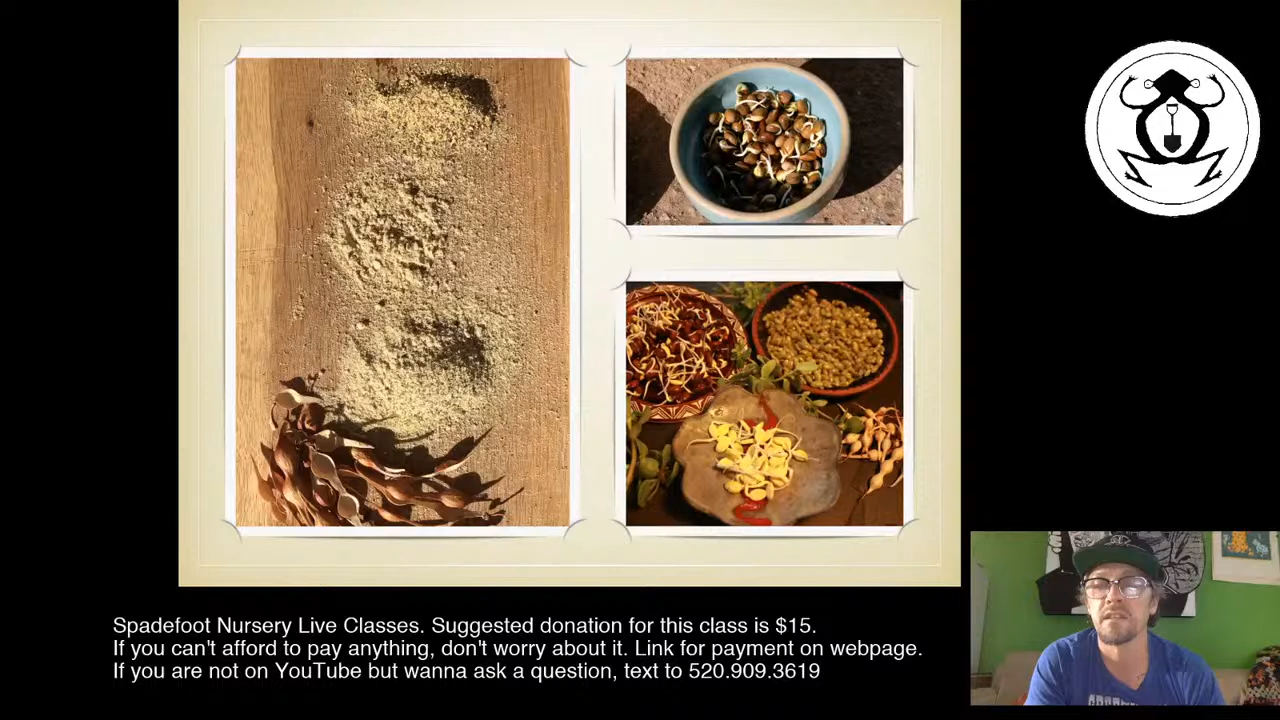 Spadefoot Nursery Live Classes. Suggested donation for this class is $15.
If you can't afford to pay anything, don't worry about it. Link for payment on webpage.
If you are not on YouTube but wanna ask a question, text to 520.909.3619